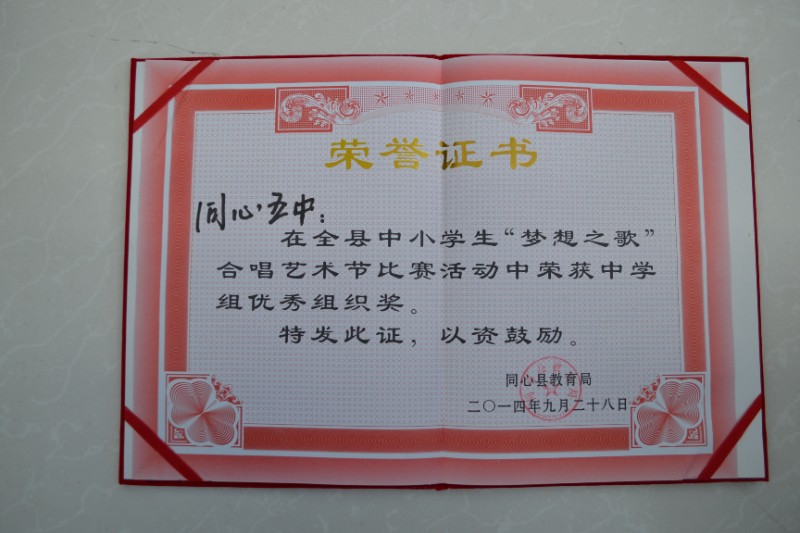 荣誉证书
同心五中：
在全县中小学生“梦想之歌”
合唱艺术节比赛活动中荣获中学
组优秀组织奖。
特发此证，以资鼓励。
同心县教育局
二〇一四年九月二十八日